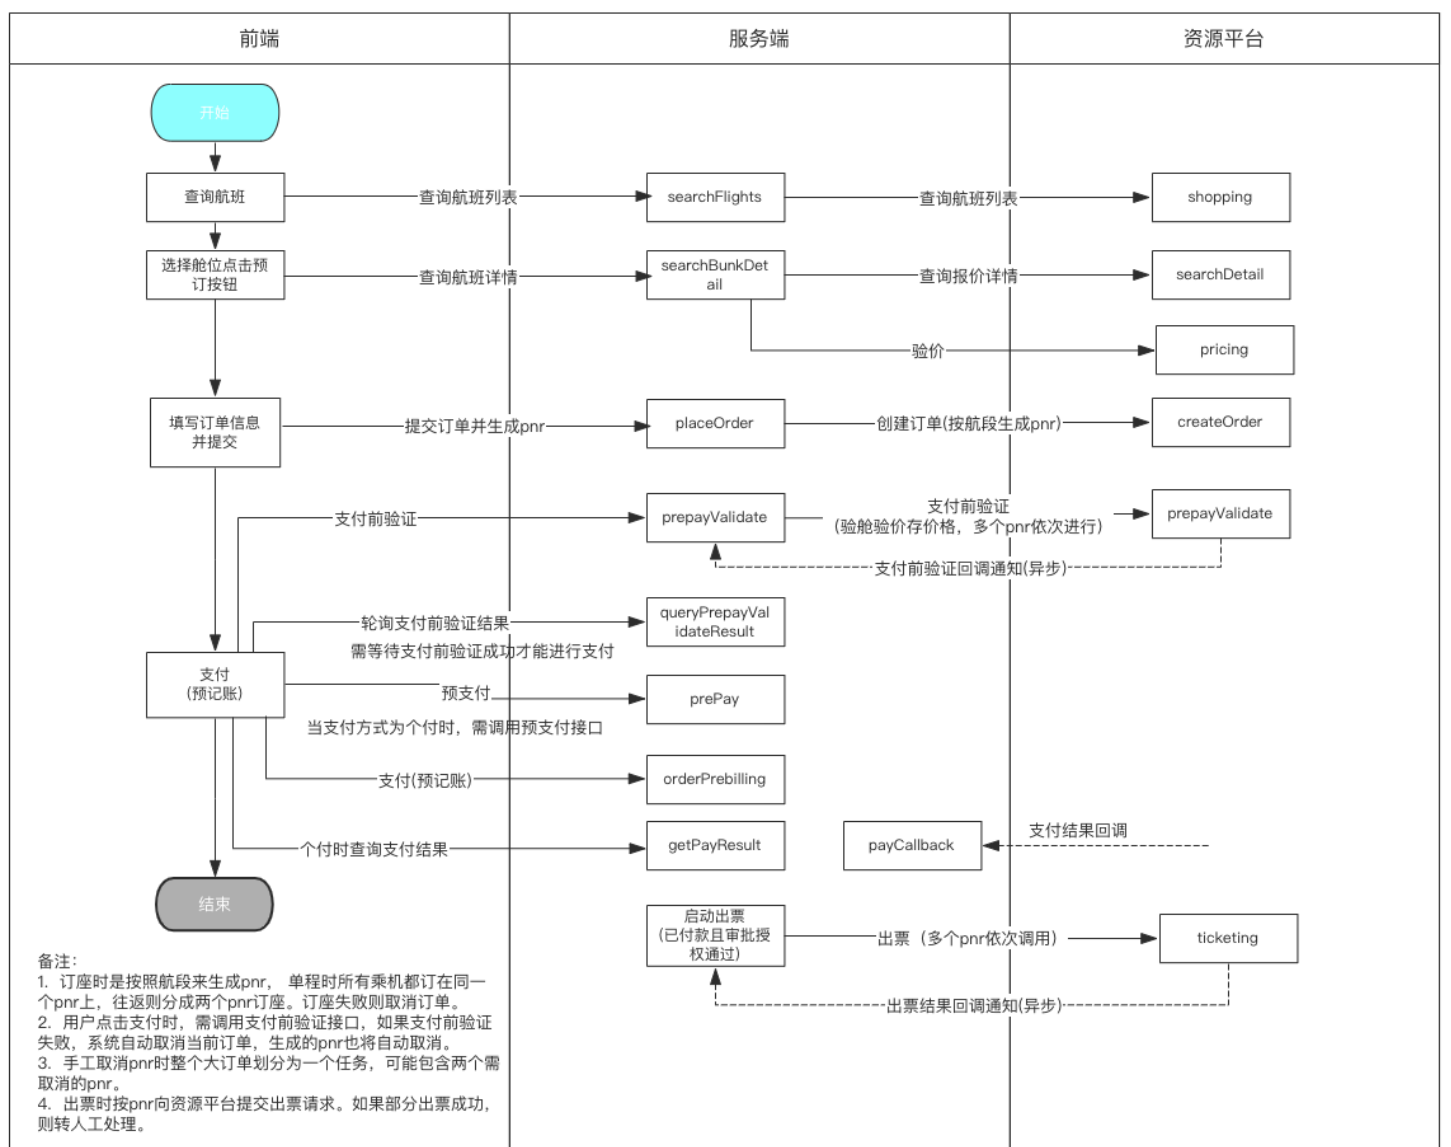 前端
服务端
资源平台
开始
查询航班
查询航班列表
searchFlights
查询航班列表
shopping
选择舱位点击预
订按钮
查询航班详情
searchBunkDet
ail
查询报价详情
searchDetail
验价
pricing
填写订单信息
并提交
提交订单并生成pnr
placeOrder
创建订单(按航段生成pnr)
createOrder
支付前验证
prepayValidate
支付前验证
（验舱验价存价格，多个pnr依次进行）
prepayValidate
支付前验证回调通知(异步)
轮询支付前验证结果
queryPrepayVal
idateResult
需等待支付前验证成功才能进行支付
支付
(预记账)
预支付
prePay
当支付方式为个付时，需调用预支付接口
支付(预记账)
orderPrebilling
个付时查询支付结果
getPayResult
payCallback
支付结果回调
结束
启动出票
(已付款且审批授
权通过)
出票（多个pnr依次调用）
ticketing
出票结果回调通知(异步)
备注：
1. 订座时是按照航段来生成pnr， 单程时所有乘机都订在同一
个pnr上，往返则分成两个pnr订座。订座失败则取消订单。
2. 用户点击支付时，需调用支付前验证接口，如果支付前验证
失败，系统自动取消当前订单，生成的pnr也将自动取消。
3. 手工取消pnr时整个大订单划分为一个任务，可能包含两个需
取消的pnr。
4. 出票时按pnr向资源平台提交出票请求。如果部分出票成功，
则转人工处理。